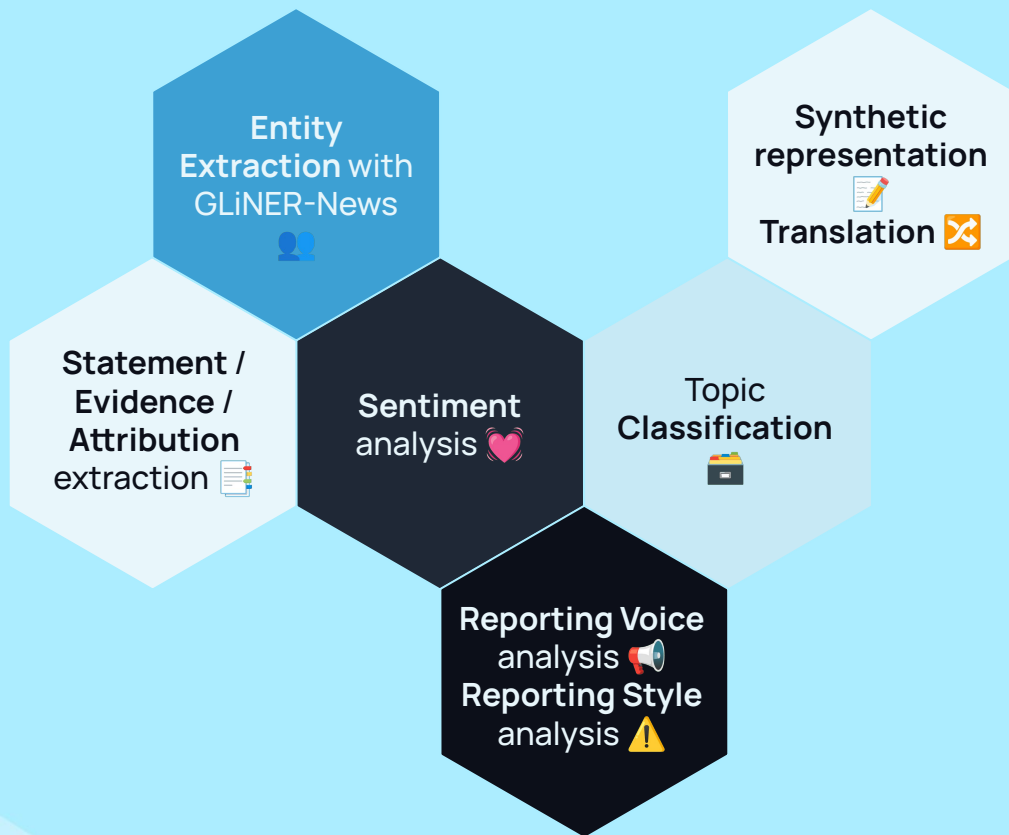 Entity
Extraction with
GLiNER-News
👥
Synthetic
representation
📝
Translation 🔀
Statement /
Evidence /
Attribution
extraction 📑
Sentiment
analysis 💓
Topic
Classification
🗃️
Reporting Voice
analysis 📢
Reporting Style
analysis ⚠️